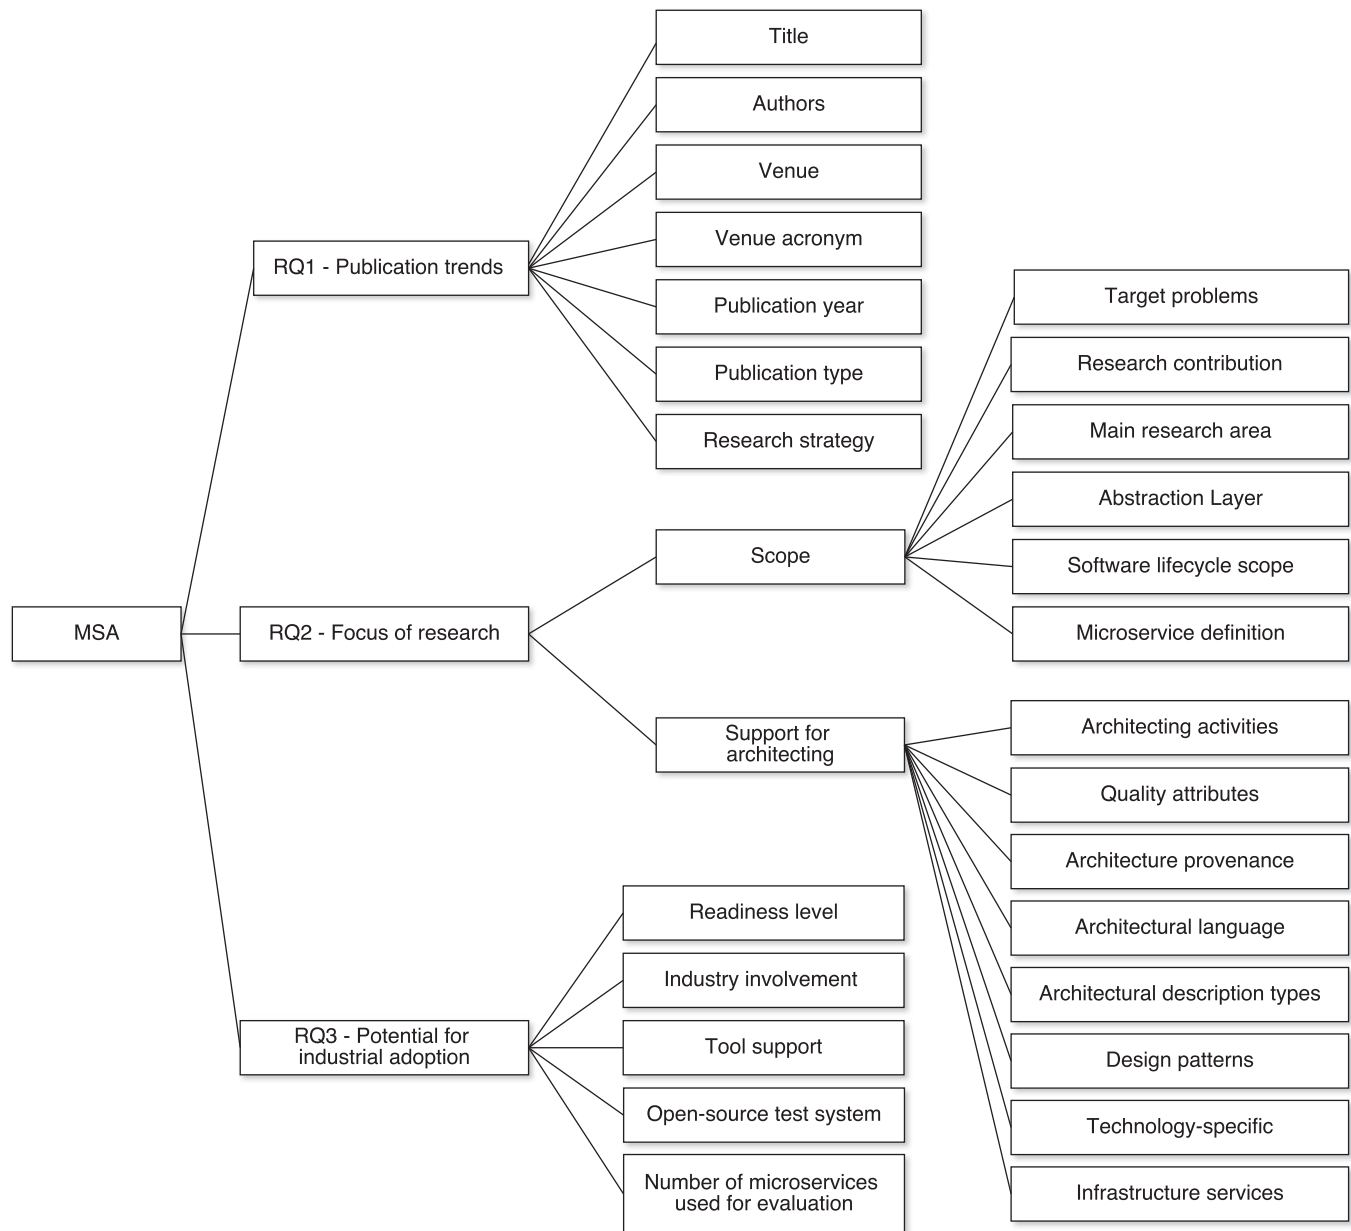 MSA
RQ1 - Publication trends
Title
Authors
Venue
Venue acronym
Publication year
Publication type
Research strategy
RQ2 - Focus of research
Scope
Target problems
Research contribution
Main research area
Abstraction Layer
Software lifecycle scope
Microservice definition
Support for
architecting
Architecting activities
Quality attributes
Architecture provenance
Architectural language
Architectural description types
Design patterns
Technology-specific
Infrastructure services
RQ3 - Potential for
industrial adoption
Readiness level
Industry involvement
Tool support
Open-source test system
Number of microservices
used for evaluation